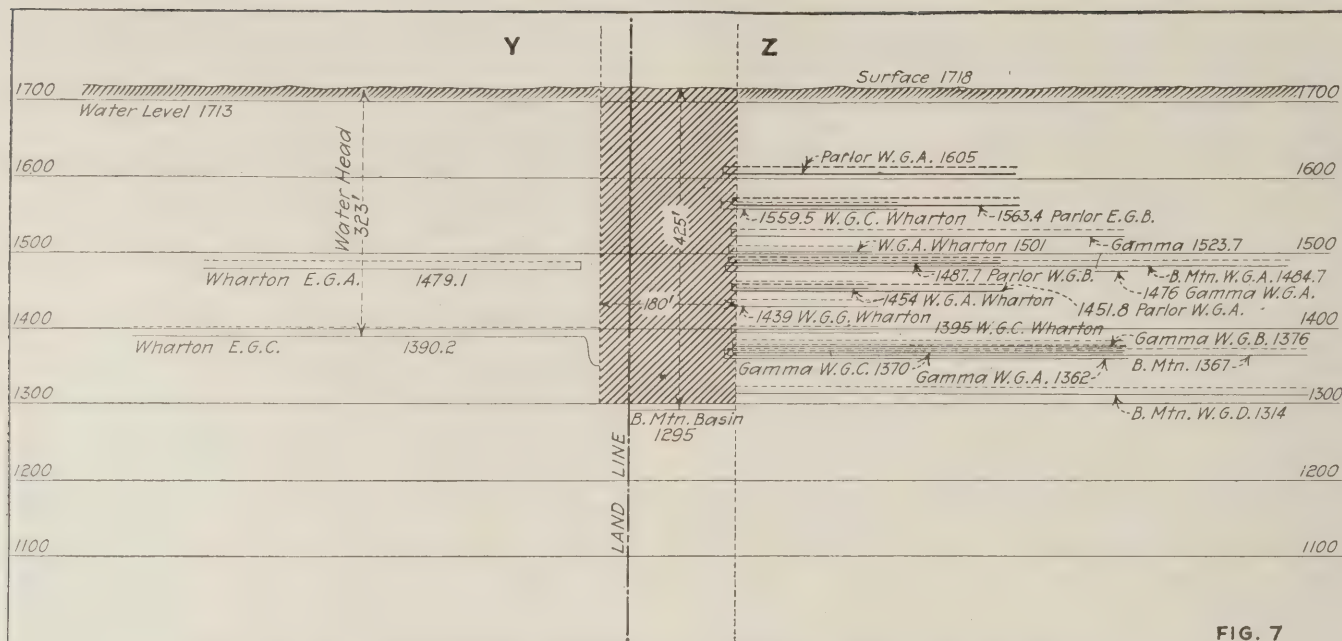 Y
Z
Surface 1718
1700
1700
Water Level 1713
Water Head
323'
425'
Parlor W.G.A. 1605
1600
1600
1559.5 W.G.C. Wharton
1563.4 Parlor E.G.B.
W.G.A. Wharton 1501
Gamma 1523.7
1500
1500
Wharton E.G.A. 1479.1
1487.7 Parlor W.G.B.
B. Mtn. W.G.A. 1484.7
1476 Gamma W.G.A.
180'
1454 W.G.A. Wharton
1451.8 Parlor W.G.A.
1439 W.G.G. Wharton
1400
1400
1395 W.G.C. Wharton
Wharton E.G.C. 1390.2
Gamma W.G.B. 1376
Gamma W.G.C. 1370
Gamma W.G.A. 1362
B. Mtn. 1367
1300
1300
B. Mtn. Basin
1295
B. Mtn. W.G.D. 1314
LAND LINE
1200
1200
1100
1100
FIG. 7